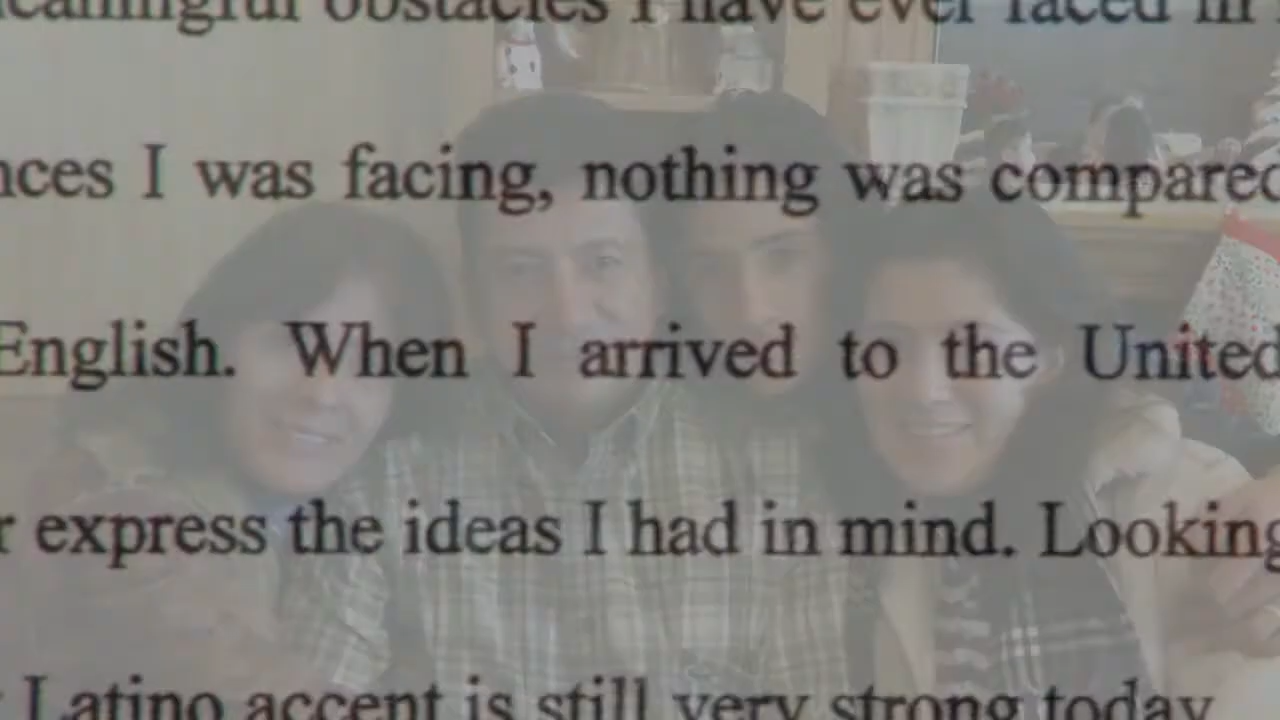 meaningful obstacles I have ever faced in
nces I was facing, nothing was compared
English. When I arrived to the United
r express the ideas I had in mind. Looking
Latino accent is still very strong today.